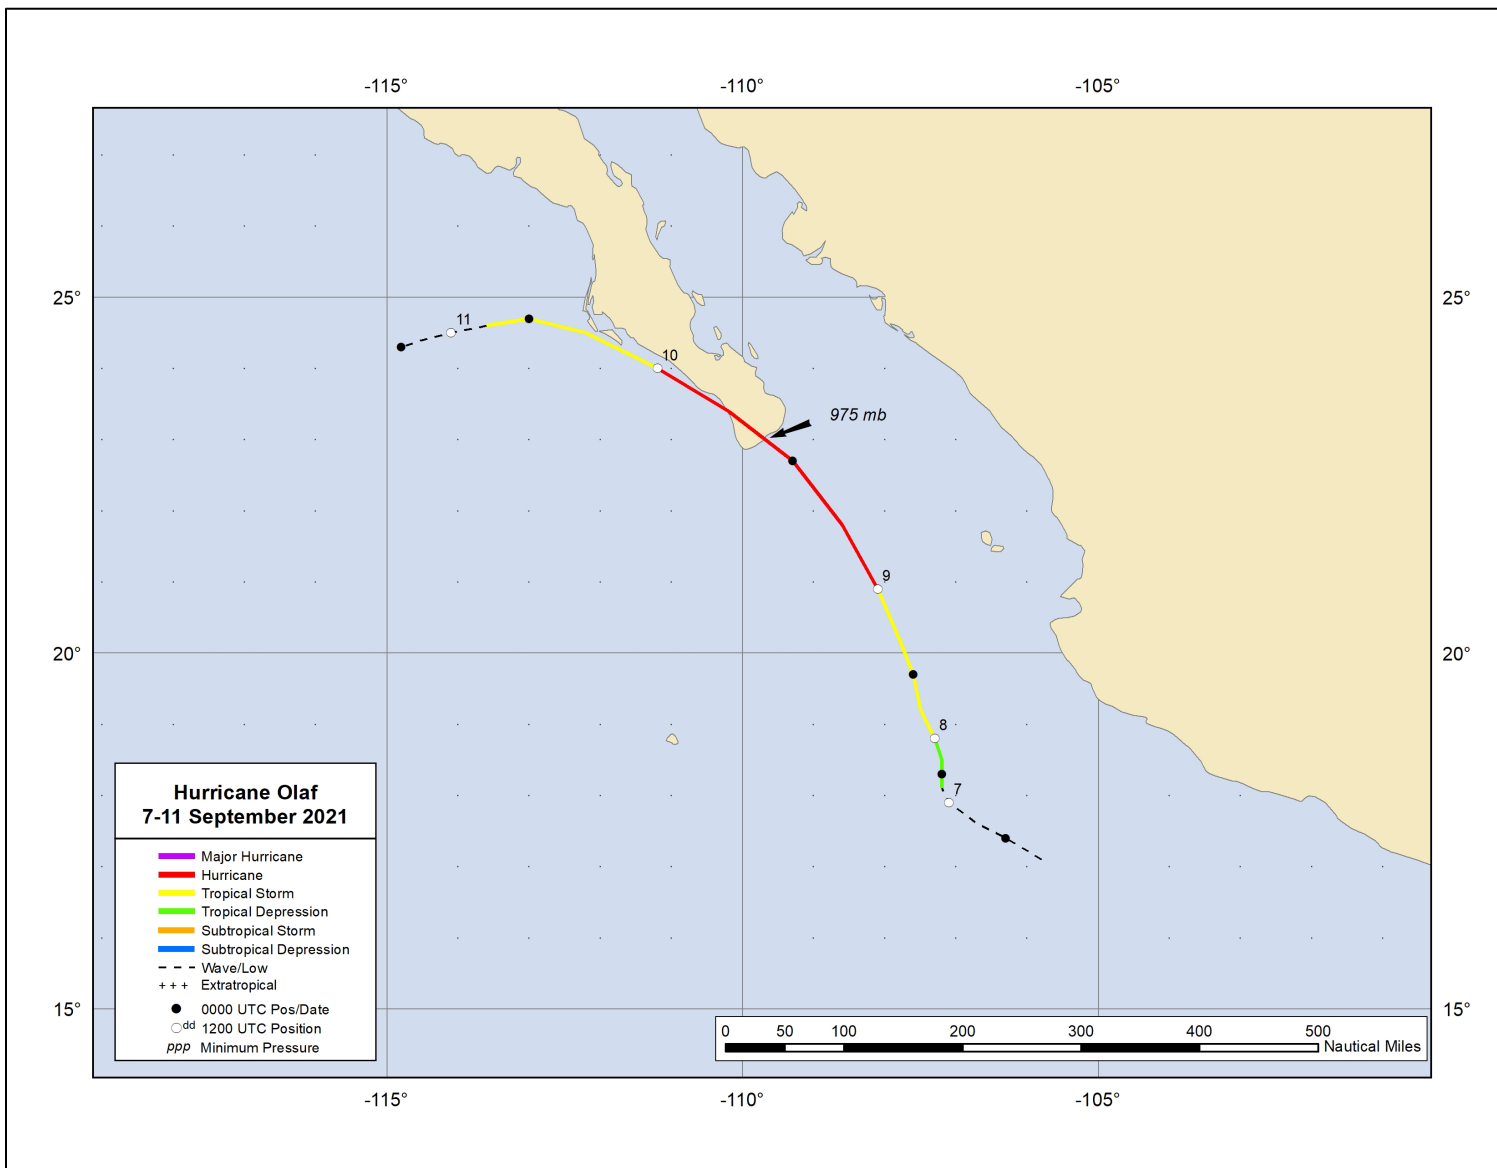 -115° -110° -105°
25° 25°
11
10
975 mb
9
20° 20°
8
7
Hurricane Olaf
7-11 September 2021
Major Hurricane
Hurricane
Tropical Storm
Tropical Depression
Subtropical Storm
Subtropical Depression
Wave/Low
+++ Extratropical
0000 UTC Pos/Date
dd 1200 UTC Position
ppp Minimum Pressure
15° 15°
0 50 100 200 300 400 500
Nautical Miles
-115° -110° -105°